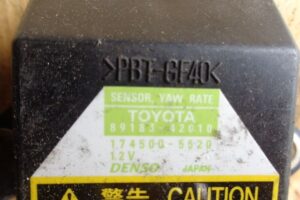 >PBT-GF40<
SENSOR, YAW RATE
TOYOTA
89183-42010
174500-5520
12V
DENSO JAPAN
警告 CAUTION